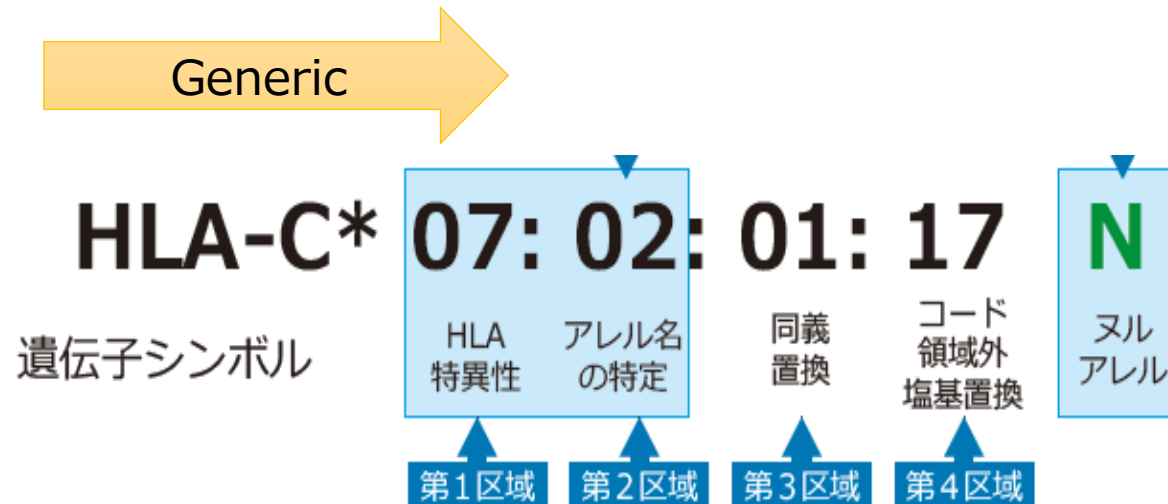 Generic
HLA-C* 07: 02: 01: 17 N
遺伝子シンボル
HLA
特異性
アレル名
の特定
同義
置換
コード
領域外
塩基置換
ヌル
アレル
第1区域
第2区域
第3区域
第4区域